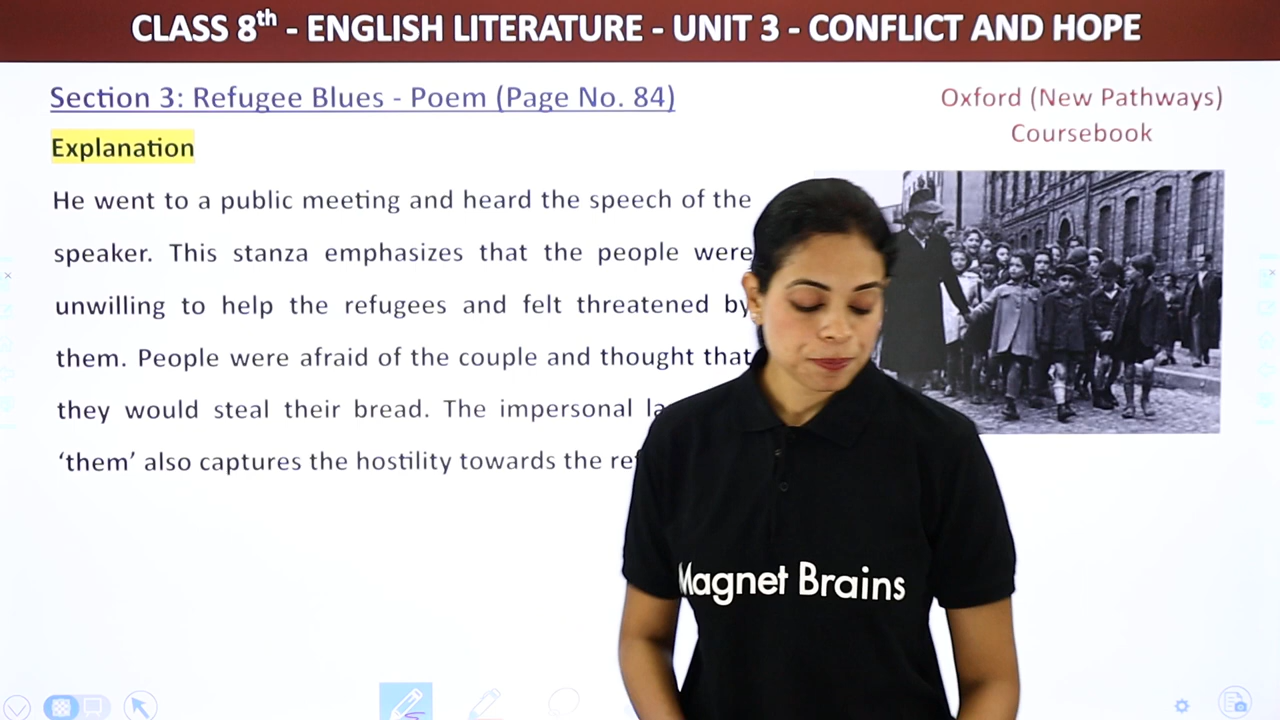 CLASS 8th - ENGLISH LITERATURE - UNIT 3 - CONFLICT AND HOPE
Section 3: Refugee Blues - Poem (Page No. 84)
Oxford (New Pathways)
Coursebook
Explanation
He went to a public meeting and heard the speech of the
speaker. This stanza emphasizes that the people were
unwilling to help the refugees and felt threatened by
them. People were afraid of the couple and thought that
they would steal their bread. The impersonal
‘them’ also captures the hostility towards the
Magnet Brains